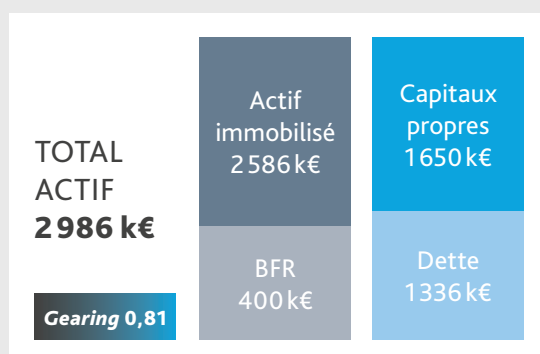 TOTAL
ACTIF
2 986 k€
Gearing 0,81
Actif
immobilisé
2 586 k€
BFR
400 k€
Capitaux
propres
1 650 k€
Dette
1 336 k€